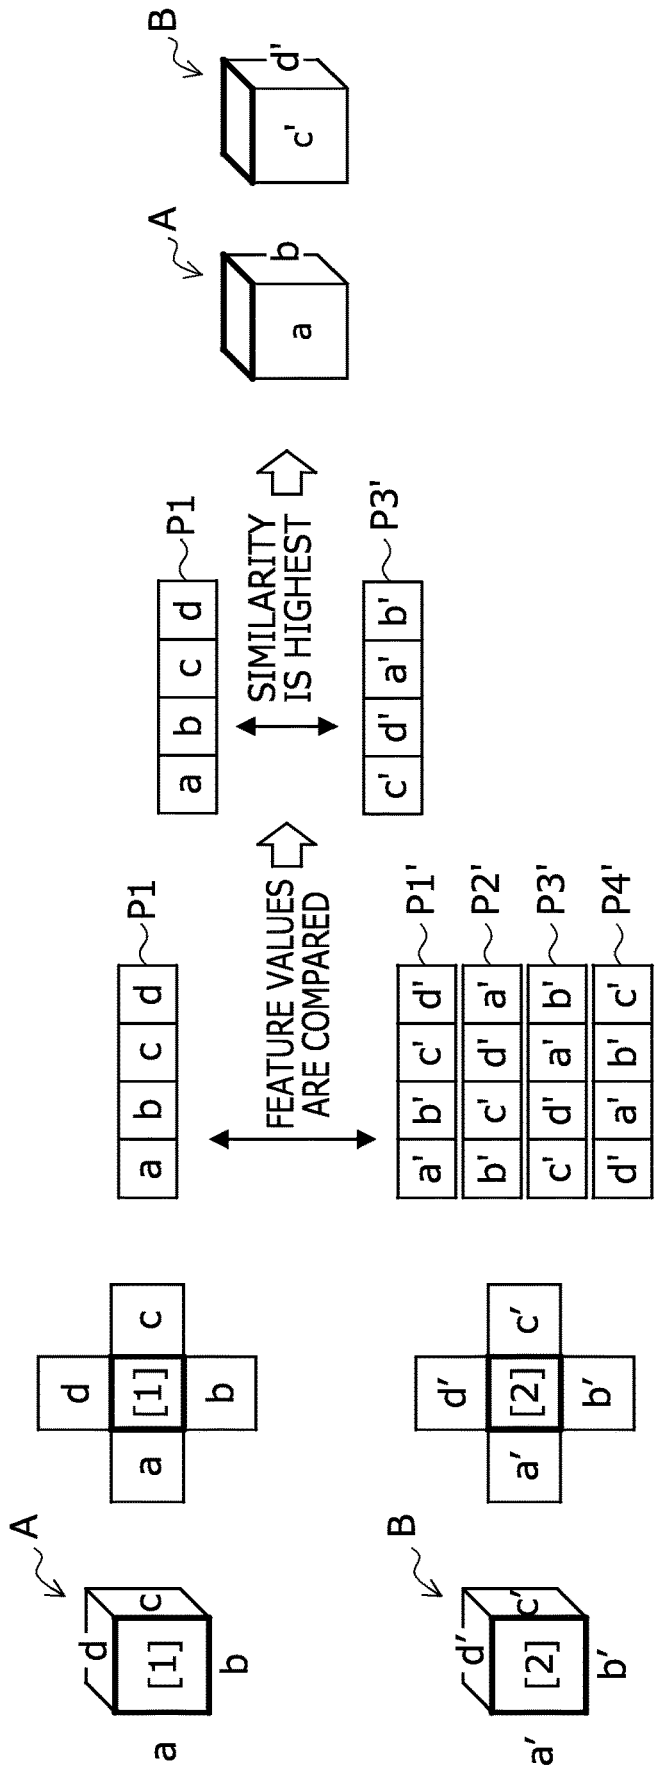 A
d
[1]
c
a
b
d
a
[1]
c
b
a b c d
P1
B
d'
[2]
c'
a'
b'
d'
a'
[2]
c'
b'
a' b' c' d'
P1'
b' c' d' a'
P2'
c' d' a' b'
P3'
d' a' b' c'
P4'
FEATURE VALUES
ARE COMPARED
a b c d
P1
SIMILARITY
IS HIGHEST
c' d' a' b'
P3'
A
a
b
B
c'
d'